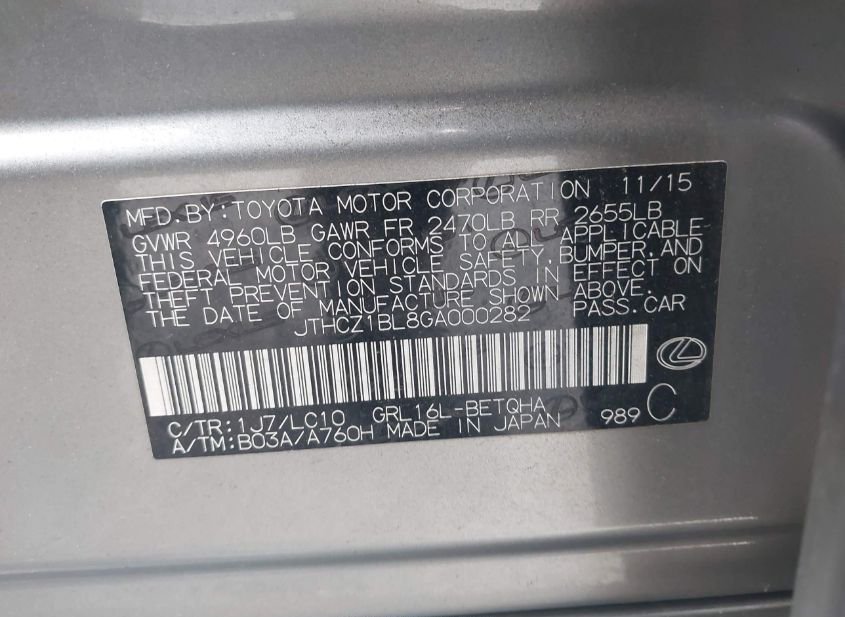 MFD.BY:TOYOTA MOTOR CORPORATION 11/15
GVWR 4960LB GAWR FR 2470LB RR 2655LB
THIS VEHICLE CONFORMS TO ALL APPLICABLE
FEDERAL MOTOR VEHICLE SAFETY,BUMPER,AND
THEFT PREVENTION STANDARDS IN EFFECT ON
THE DATE OF MANUFACTURE SHOWN ABOVE.
JTHCZ1BL8GA000282 PASS.CAR
C/TR:1J7/LC10 GRL16L-BETQHA
A/TM:B03A/A760H MADE IN JAPAN 989 C